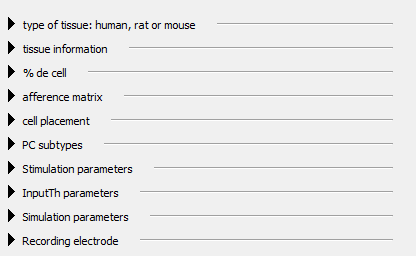 type of tissue: human, rat or mouse
tissue information
% de cell
afference matrix
cell placement
PC subtypes
Stimulation parameters
InputTh parameters
Simulation parameters
Recording electrode